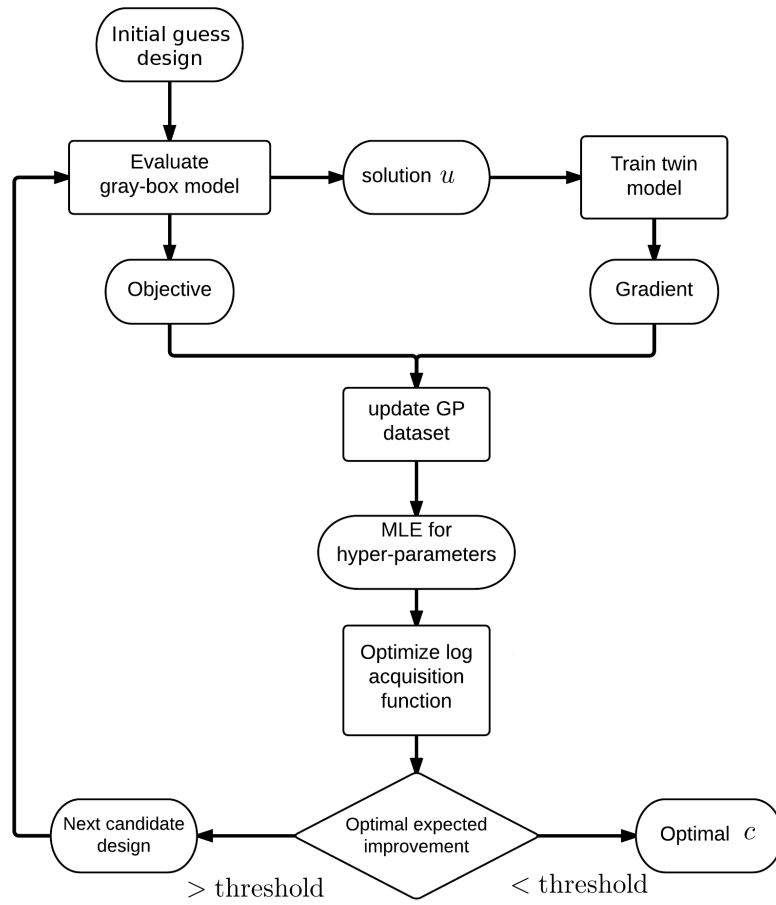 Initial guess
design
Evaluate
gray-box model
solution u
Train twin
model
Objective
Gradient
update GP
dataset
MLE for
hyper-parameters
Optimize log
acquisition
function
Next candidate
design
Optimal expected
improvement
Optimal c
> threshold
< threshold